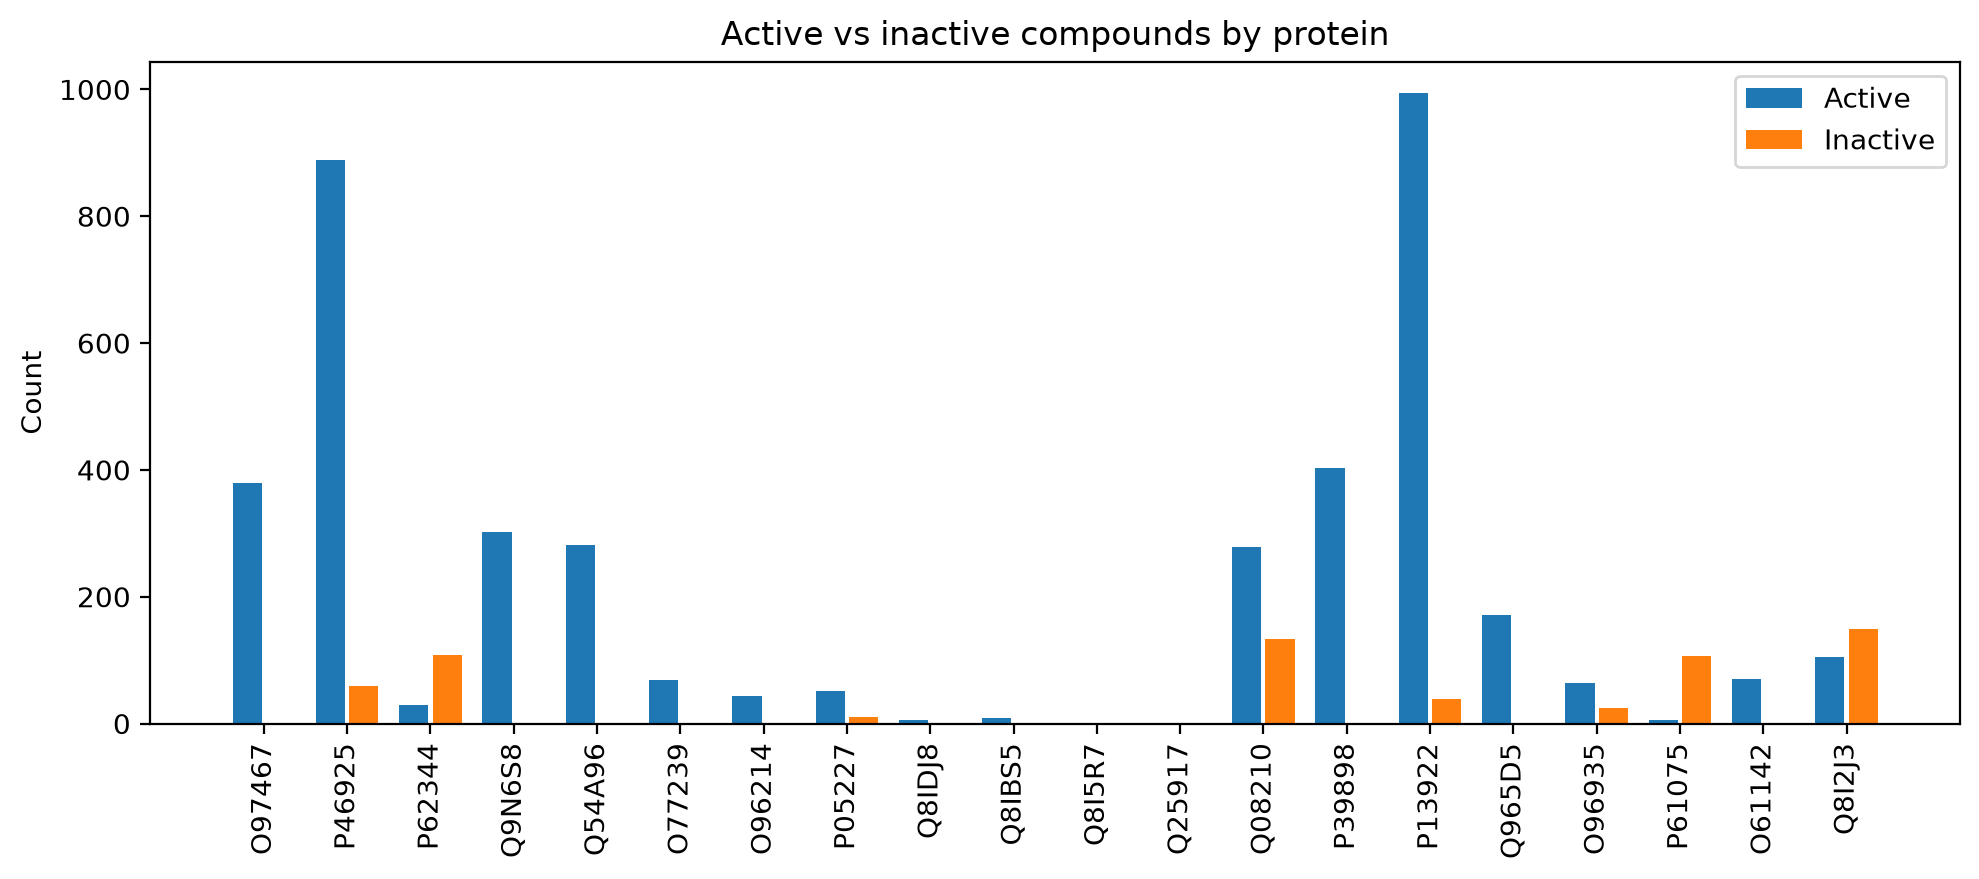 Active vs inactive compounds by protein
Active
Inactive
Count
1000
800
600
400
200
0
O97467
P46925
P62344
Q9N6S8
Q54A96
O77239
O96214
P05227
Q8IDJ8
Q8IBS5
Q8I5R7
Q25917
Q08210
P39898
P13922
Q965D5
O96935
P61075
O61142
Q8I2J3